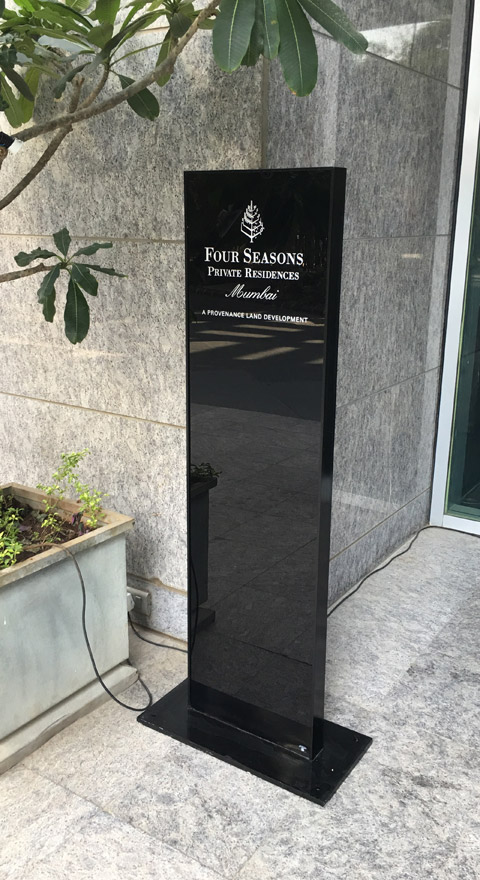 FOUR SEASONS
PRIVATE RESIDENCES
Mumbai
A PROVENANCE LAND DEVELOPMENT